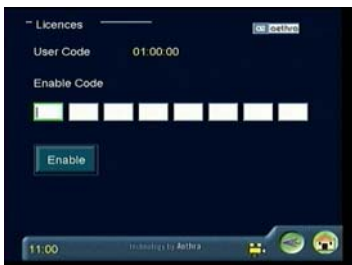 Licences
aethra
User Code 01:00:00
Enable Code
Enable
11:00 technology by Aethra